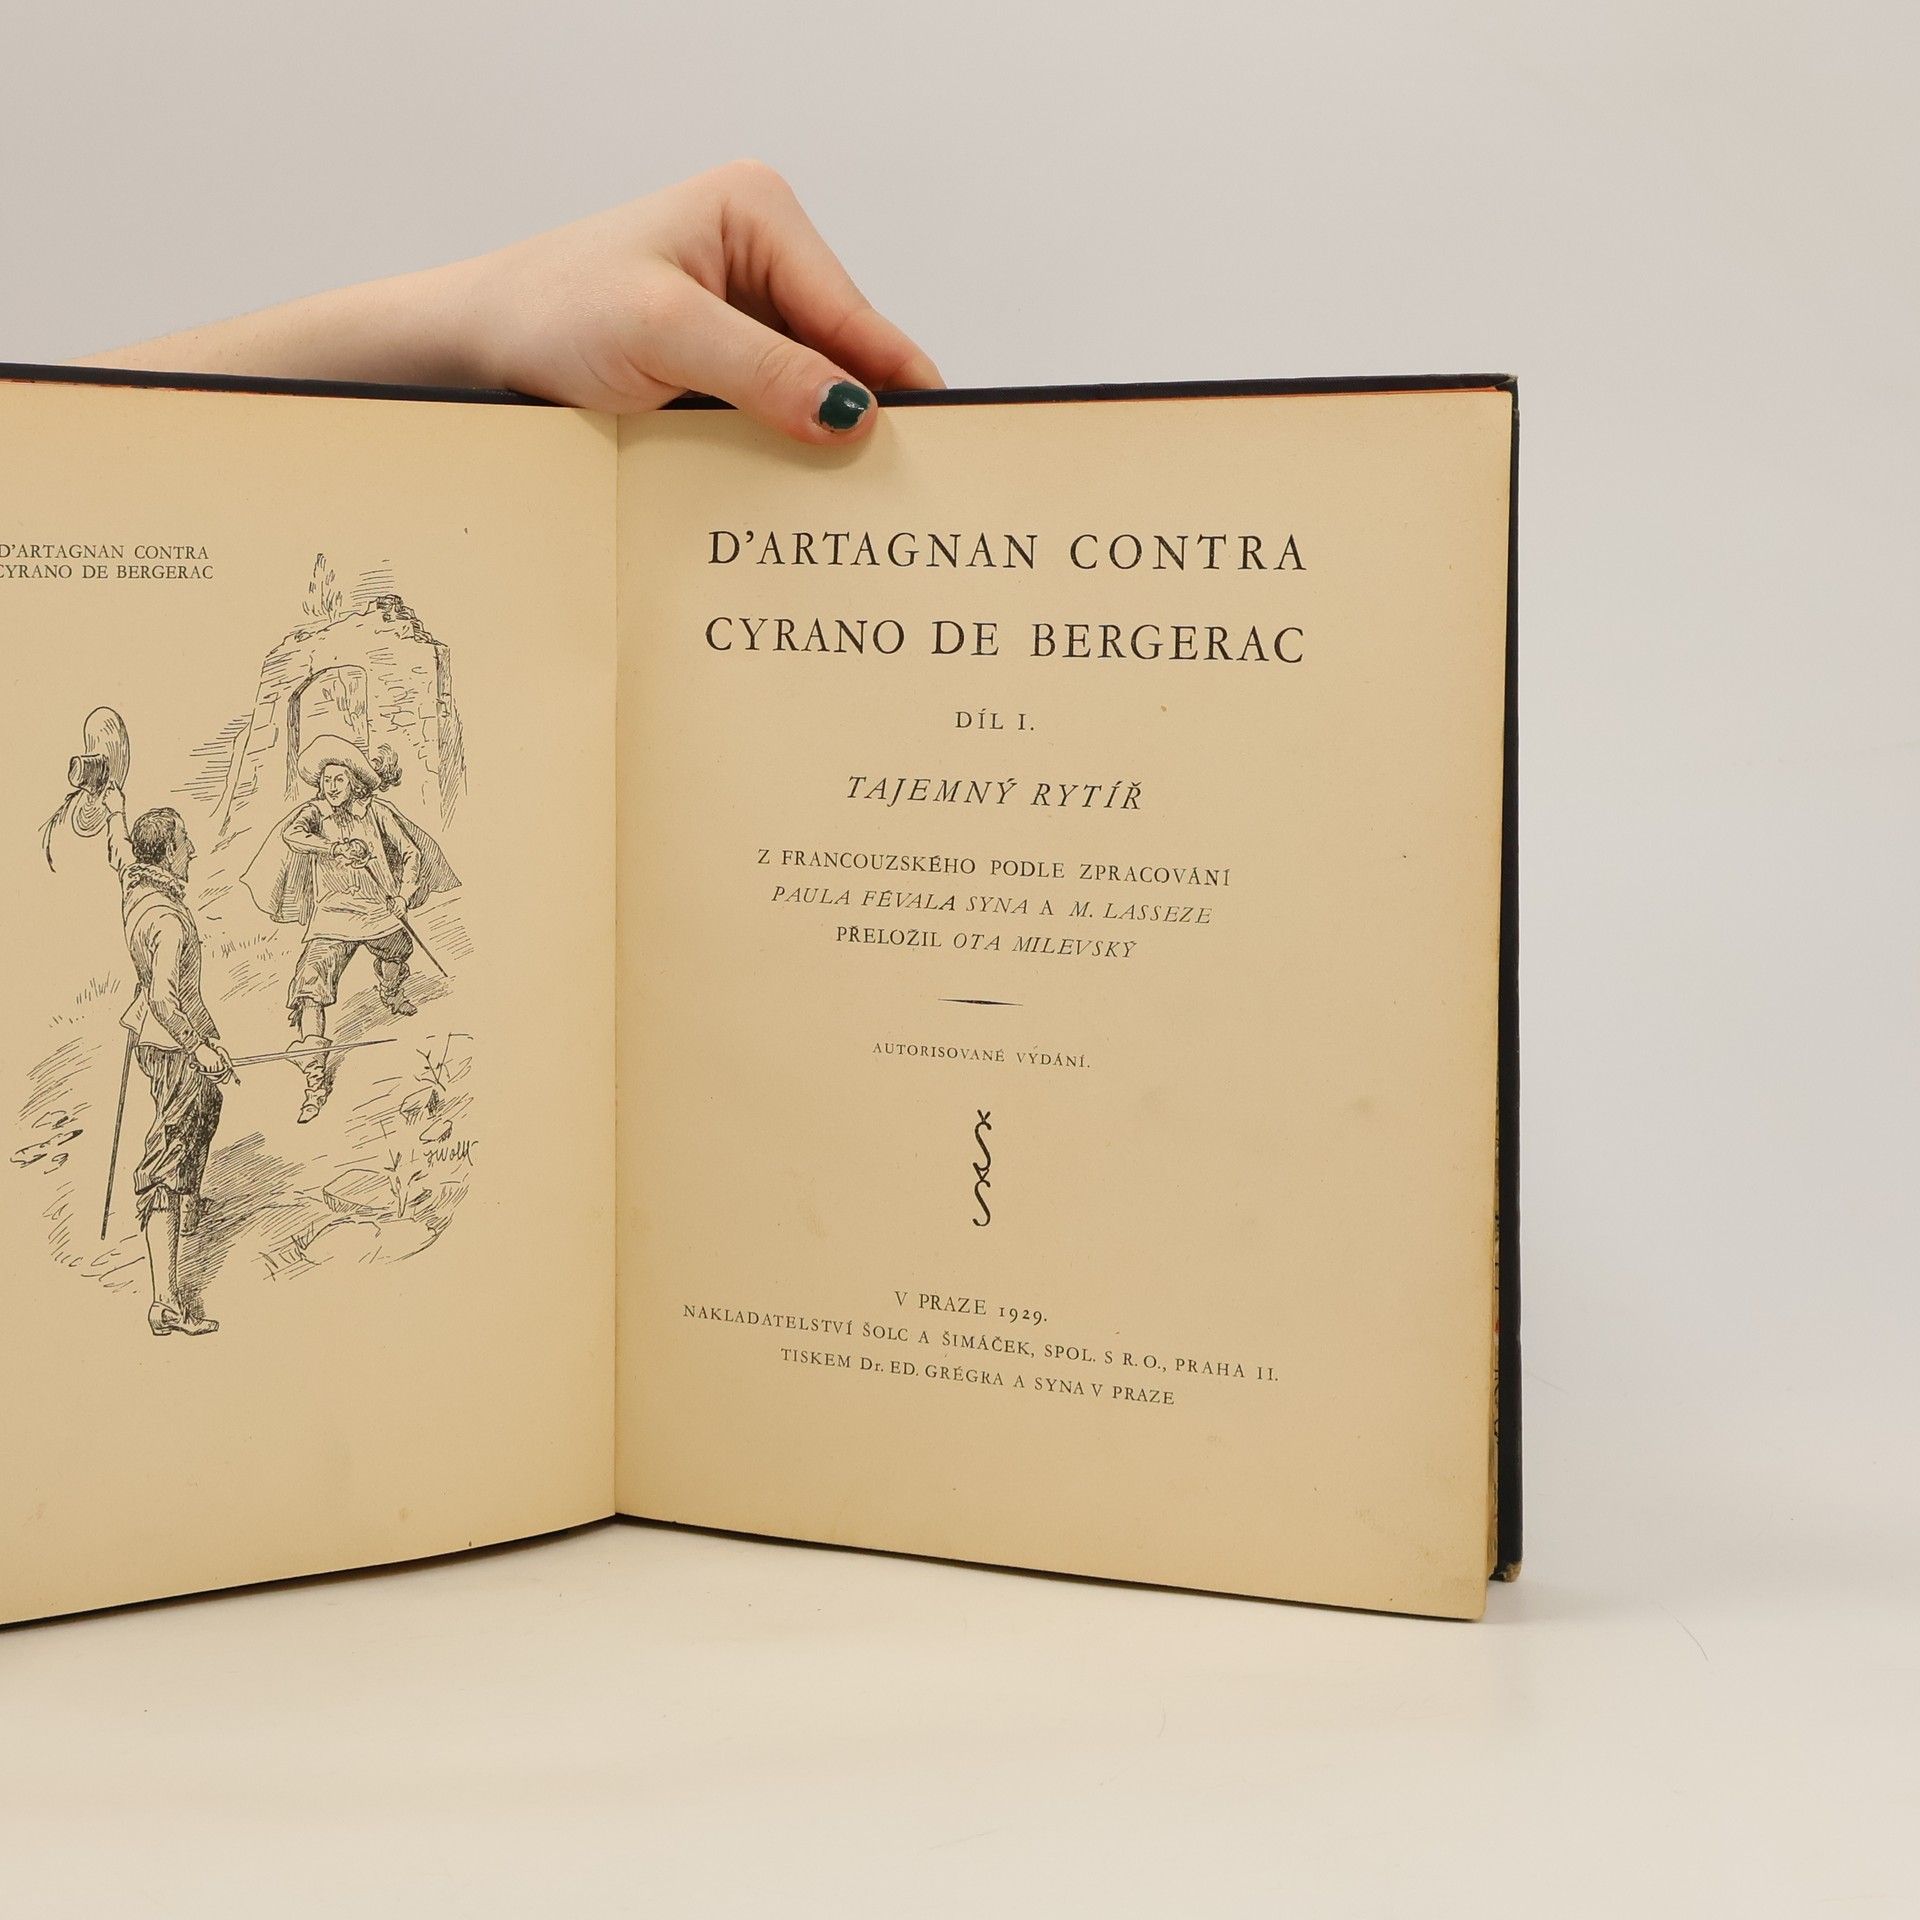 D'ARTAGNAN CONTRA
CYRANO DE BERGERAC
J Wolf
D'ARTAGNAN CONTRA
CYRANO DE BERGERAC
DÍL I.
TAJEMNÝ RYTÍŘ
Z FRANCOUZSKÉHO PODLE ZPRACOVÁNÍ
PAULA FÉVALA SYNA A M. LASSEZE
PŘELOŽIL OTA MILEVSKÝ
AUTORISOVANÉ VYDÁNÍ.
V PRAZE 1929.
NAKLADATELSTVÍ ŠOLC A ŠIMÁČEK, SPOL. S R. O., PRAHA II.
TISKEM Dr. ED. GRÉGRA A SYNA V PRAZE